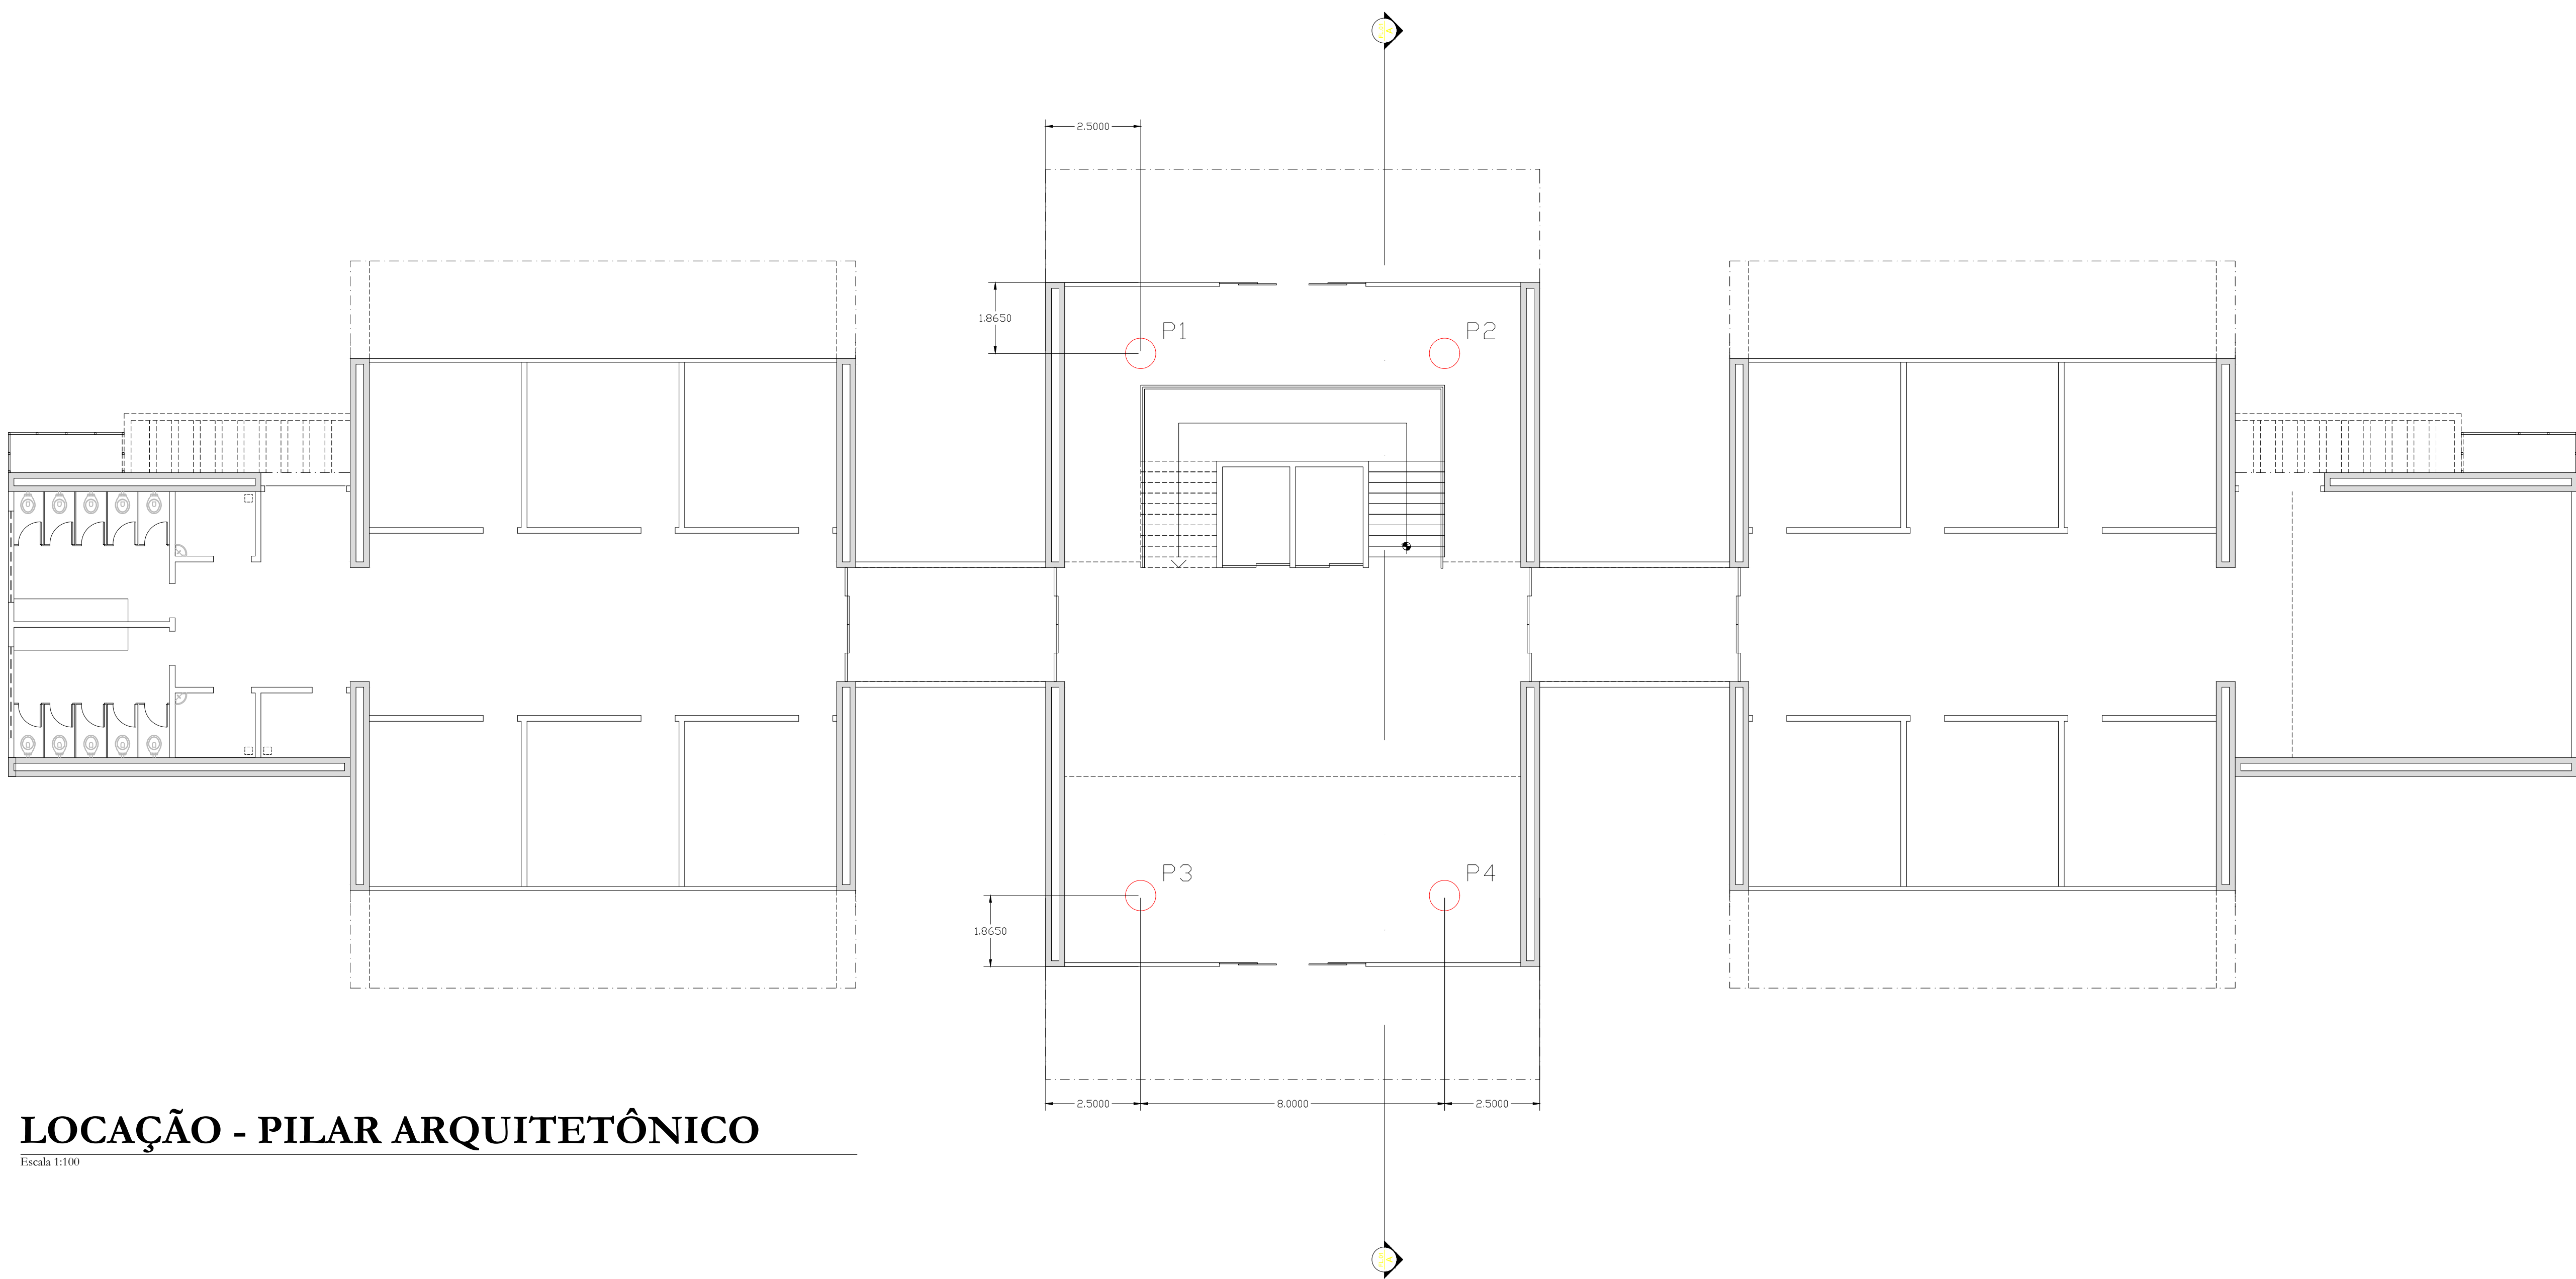 2.5000
1.8650
P1
P2
P3
P4
1.8650
2.5000
8.0000
2.5000
LOCAÇÃO - PILAR ARQUITETÔNICO
Escala 1:100